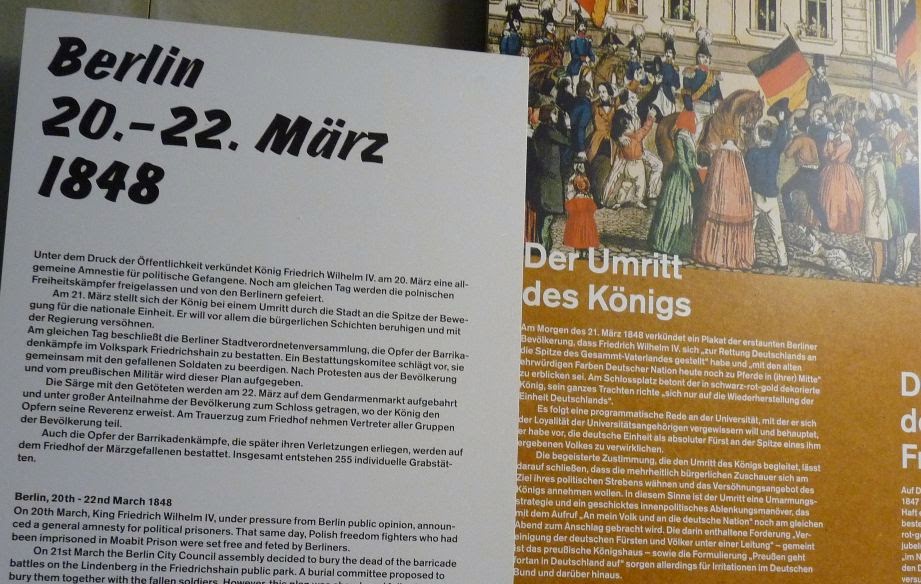 Berlin
20.–22. März
1848
Unter dem Druck der Öffentlichkeit verkündet König Friedrich Wilhelm IV. am 20. März eine all-
gemeine Amnestie für politische Gefangene. Noch am gleichen Tag werden die polnischen
Freiheitskämpfer freigelassen und von den Berlinern gefeiert.
Am 21. März stellt sich der König bei einem Umritt durch die Stadt an die Spitze der Bewe-
gung für die nationale Einheit. Er will vor allem die bürgerlichen Schichten beruhigen und mit
der Regierung versöhnen.
Am gleichen Tag beschließt die Berliner Stadtverordnetenversammlung, die Opfer der Barrika-
denkämpfe im Volkspark Friedrichshain zu bestatten. Ein Bestattungskomitee schlägt vor, sie
gemeinsam mit den gefallenen Soldaten zu beerdigen. Nach Protesten aus der Bevölkerung
und vom preußischen Militär wird dieser Plan aufgegeben.
Die Särge mit den Getöteten werden am 22. März auf dem Gendarmenmarkt aufgebahrt
und unter großer Anteilnahme der Bevölkerung zum Schloss getragen, wo der König den
Opfern seine Reverenz erweist. Am Trauerzug zum Friedhof nehmen Vertreter aller Gruppen
der Bevölkerung teil.
Auch die Opfer der Barrikadenkämpfe, die später ihren Verletzungen erliegen, werden auf
dem Friedhof der Märzgefallenen bestattet. Insgesamt entstehen 255 individuelle Grabstät-
ten.
Berlin, 20th - 22nd March 1848
On 20th March, King Friedrich Wilhelm IV, under pressure from Berlin public opinion, announ-
ced a general amnesty for political prisoners. That same day, Polish freedom fighters who had
been imprisoned in Moabit Prison were set free and feted by Berliners.
On 21st March the Berlin City Council assembly decided to bury the dead of the barricade
battles on the Lindenberg in the Friedrichshain public park. A burial committee proposed to
bury them together with the fallen soldiers. However, this plan was
Der Umritt
des Königs
Am Morgen des 21. März 1848 verkündet ein Plakat der erstaunten Berliner
Bevölkerung, dass Friedrich Wilhelm IV. sich „zur Rettung Deutschlands an
die Spitze des Gesammt-Vaterlandes gestellt“ habe und „mit den alten
ehrwürdigen Farben Deutscher Nation heute noch zu Pferde in (ihrer) Mitte“
zu erblicken sei. Am Schlossplatz betont der in schwarz-rot-gold dekorierte
König, sein ganzes Trachten richte „sich nur auf die Wiederherstellung der
Einheit Deutschlands“.
Es folgt eine programmatische Rede an der Universität, mit der er sich
der Loyalität der Universitätsangehörigen vergewissern will und behauptet,
er habe vor, die deutsche Einheit als absoluter Fürst an der Spitze eines ihm
ergebenen Volkes zu verwirklichen.
Die begeisterte Zustimmung, die den Umritt des Königs begleitet, lässt
darauf schließen, dass die mehrheitlich bürgerlichen Zuschauer sich am
Ziel ihres politischen Strebens wähnen und das Versöhnungsangebot des
Königs annehmen wollen. In diesem Sinne ist der Umritt eine Umarmungs-
strategie und ein geschicktes innenpolitisches Ablenkungsmanöver, das
mit dem Aufruf „An mein Volk und an die deutsche Nation“ noch am gleichen
Abend zum Anschlag gebracht wird. Die darin enthaltene Forderung „Ver-
einigung der deutschen Fürsten und Völker unter einer Leitung“ – gemeint
ist das preußische Königshaus – sowie die Formulierung „Preußen geht
fortan in Deutschland auf“ sorgen allerdings für Irritationen im Deutschen
Bund und darüber hinaus.
D
de
F
Auf D
1847
Haft
beste
rot-g
Jubel
„im N